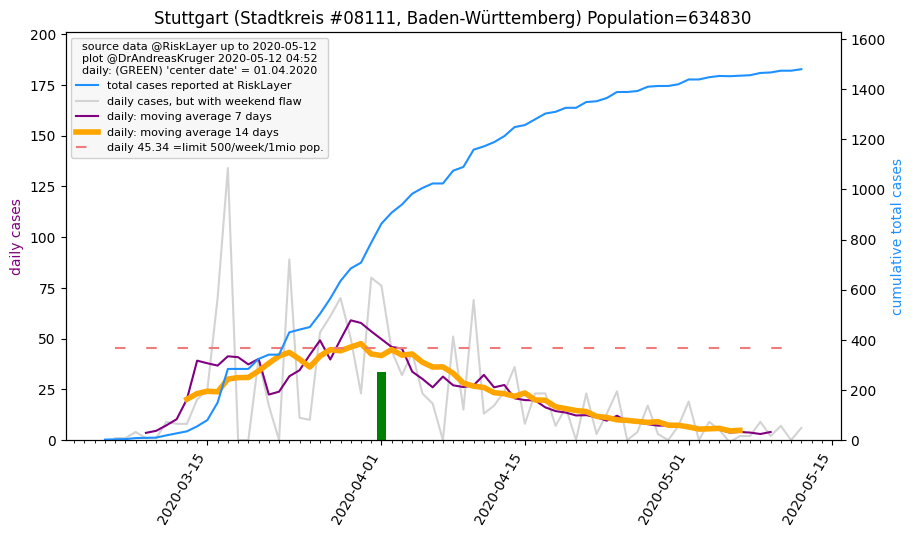 Stuttgart (Stadtkreis #08111, Baden-Württemberg) Population=634830
source data @RiskLayer up to 2020-05-12
plot @DrAndreasKruger 2020-05-12 04:52
daily: (GREEN) 'center date' = 01.04.2020
total cases reported at RiskLayer
daily cases, but with weekend flaw
daily: moving average 7 days
daily: moving average 14 days
daily 45.34 =limit 500/week/1mio pop.
daily cases
200
175
150
125
100
75
50
25
0
1600
1400
1200
1000
800
600
400
200
0
cumulative total cases
2020-03-15
2020-04-01
2020-04-15
2020-05-01
2020-05-15